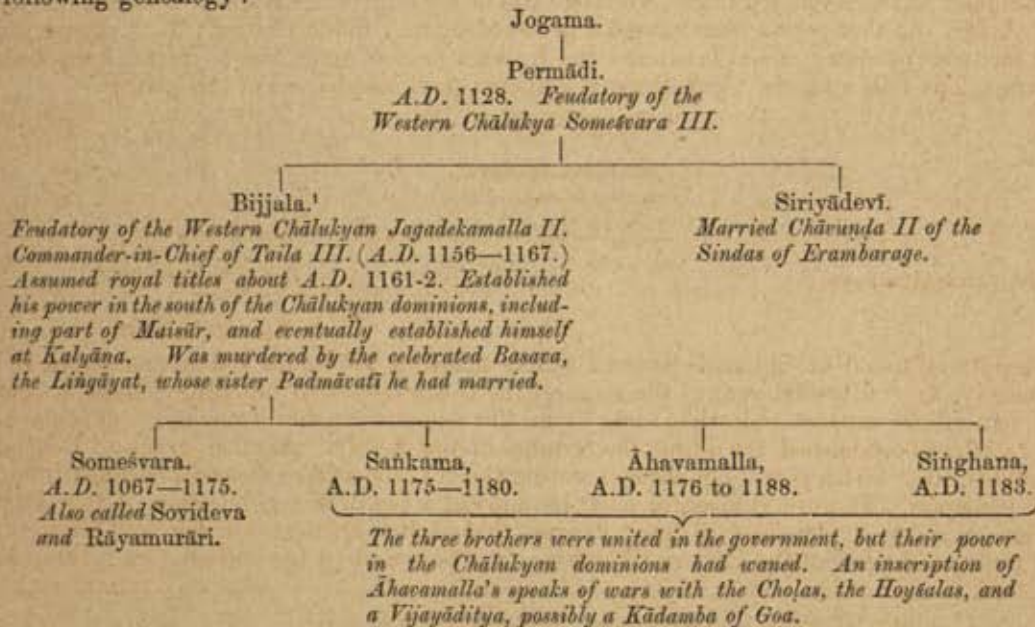 following genealogy :—
Jogama.
Permādi.
A.D. 1128. Feudatory of the
Western Chālukya Someśvara III.
Bijjala.¹
Feudatory of the Western Chālukyan Jagadekamalla II.
Commander-in-Chief of Taila III. (A.D. 1156—1167.)
Assumed royal titles about A.D. 1161-2. Established
his power in the south of the Chālukyan dominions, includ-
ing part of Maisūr, and eventually established himself
at Kalyāna. Was murdered by the celebrated Basava,
the Liṅgāyat, whose sister Padmāvatī he had married.
Siriyādevī.
Married Chāvuṇḍa II of the
Sindas of Erambarage.
Someśvara.
A.D. 1067—1175.
Also called Sovideva
and Rāyamurāri.
Saṅkama,
A.D. 1175—1180.
Āhavamalla,
A.D. 1176 to 1188.
Siṅghana,
A.D. 1183.
The three brothers were united in the government, but their power
in the Chālukyan dominions had waned. An inscription of
Āhavamalla's speaks of wars with the Choḷas, the Hoyśalas, and
a Vijayāditya, possibly a Kādamba of Goa.